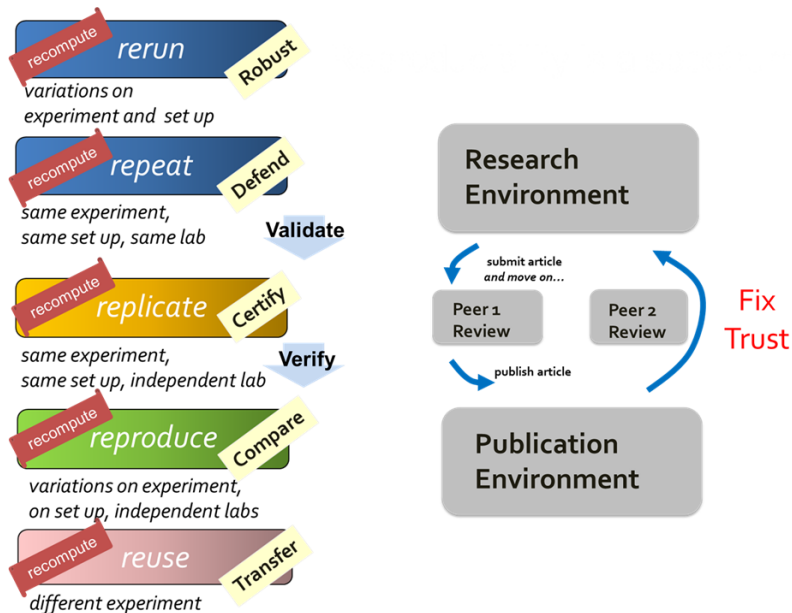 recompute
rerun
Robust
variations on
experiment and set up
recompute
repeat
Defend
same experiment,
same set up, same lab
Validate
recompute
replicate
Certify
same experiment,
same set up, independent lab
Verify
recompute
reproduce
Compare
variations on experiment,
on set up, independent labs
recompute
reuse
Transfer
different experiment
Research
Environment
submit article
and move on...
Peer 1
Review
Peer 2
Review
publish article
Fix
Trust
Publication
Environment